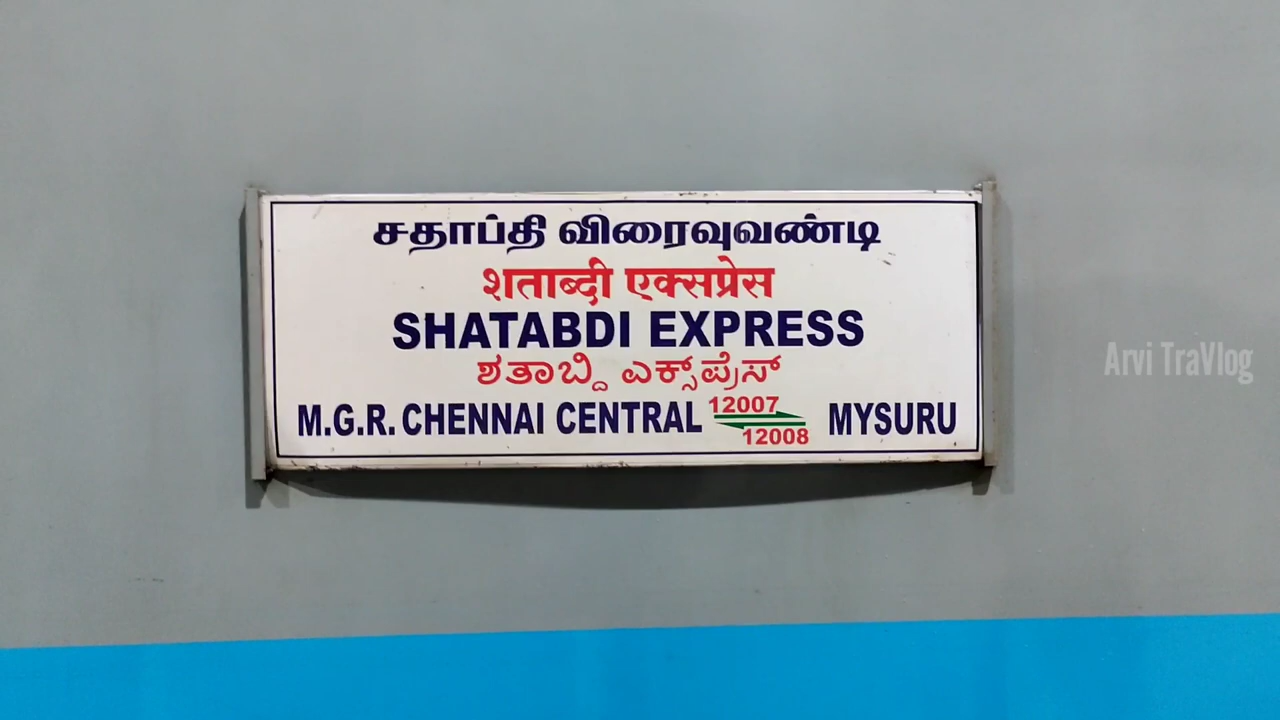 சதாப்தி விரைவுவண்டி
शताब्दी एक्सप्रेस
SHATABDI EXPRESS
ಶತಾಬ್ದಿ ಎಕ್ಸ್‌ಪ್ರೆಸ್
M.G.R. CHENNAI CENTRAL 12007 12008 MYSURU
Arvi TraVlog